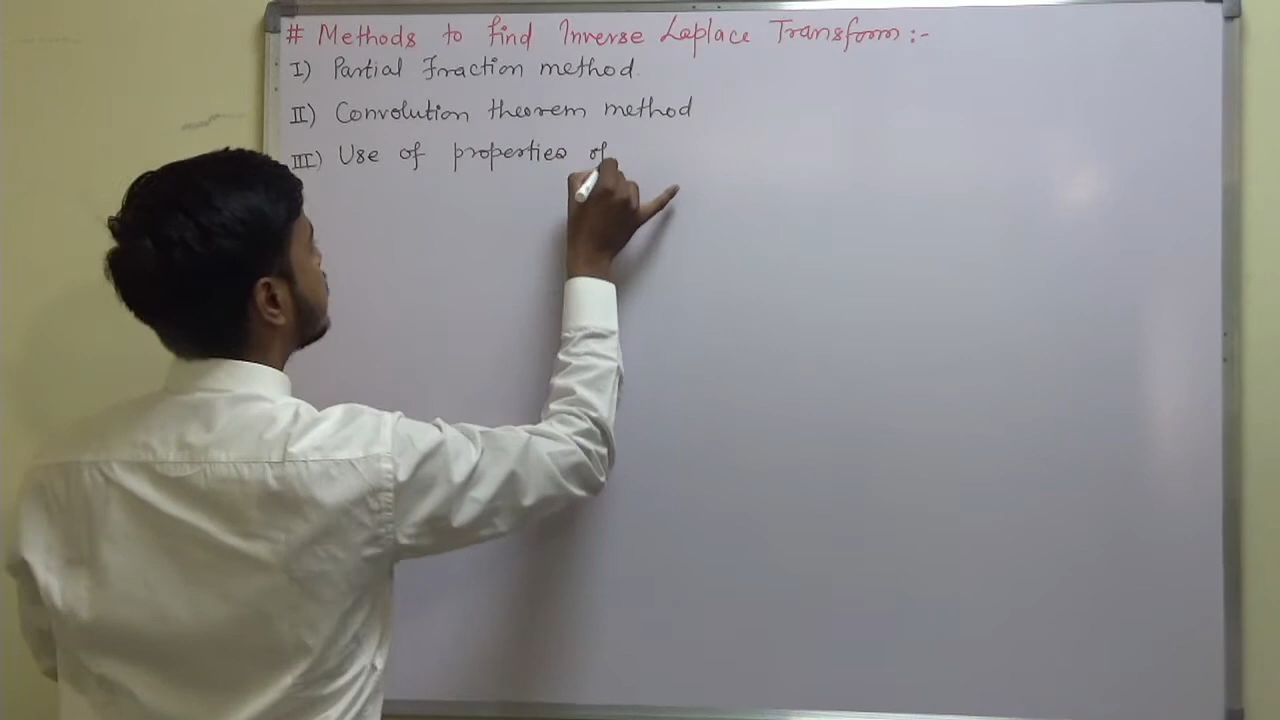 # Methods to find Inverse Laplace Transform :-
I) Partial Fraction method.
II) Convolution theorem method
III) Use of properties of